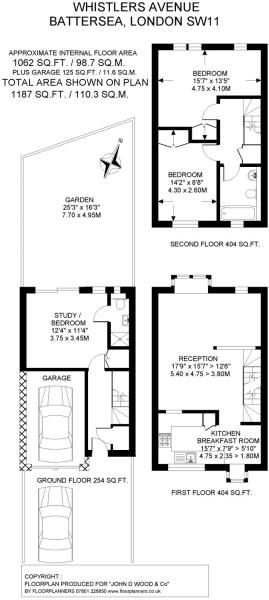 WHISTLERS AVENUE
BATTERSEA, LONDON SW11
APPROXIMATE INTERNAL FLOOR AREA
1062 SQ.FT. / 98.7 SQ.M.
PLUS GARAGE 125 SQ.FT. / 11.6 SQ.M.
TOTAL AREA SHOWN ON PLAN
1187 SQ.FT. / 110.3 SQ.M.
N
GARDEN
25'3" x 16'3"
7.70 x 4.95M
BEDROOM
15'7" x 13'5"
4.75 x 4.10M
BEDROOM
14'2" x 8'8"
4.30 x 2.60M
SECOND FLOOR 404 SQ.FT.
STUDY /
BEDROOM
12'4" x 11'4"
3.75 x 3.45M
GARAGE
GROUND FLOOR 254 SQ.FT.
RECEPTION
17'9" x 15'7" > 12'6"
5.40 x 4.75 > 3.80M
KITCHEN
BREAKFAST ROOM
15'7" x 7'9" > 5'10"
4.75 x 2.35 > 1.80M
FIRST FLOOR 404 SQ.FT.
COPYRIGHT :
FLOORPLAN PRODUCED FOR "JOHN D WOOD & Co"
BY FLOORPLANNERS 07801 228850 www.floorplanners.co.uk